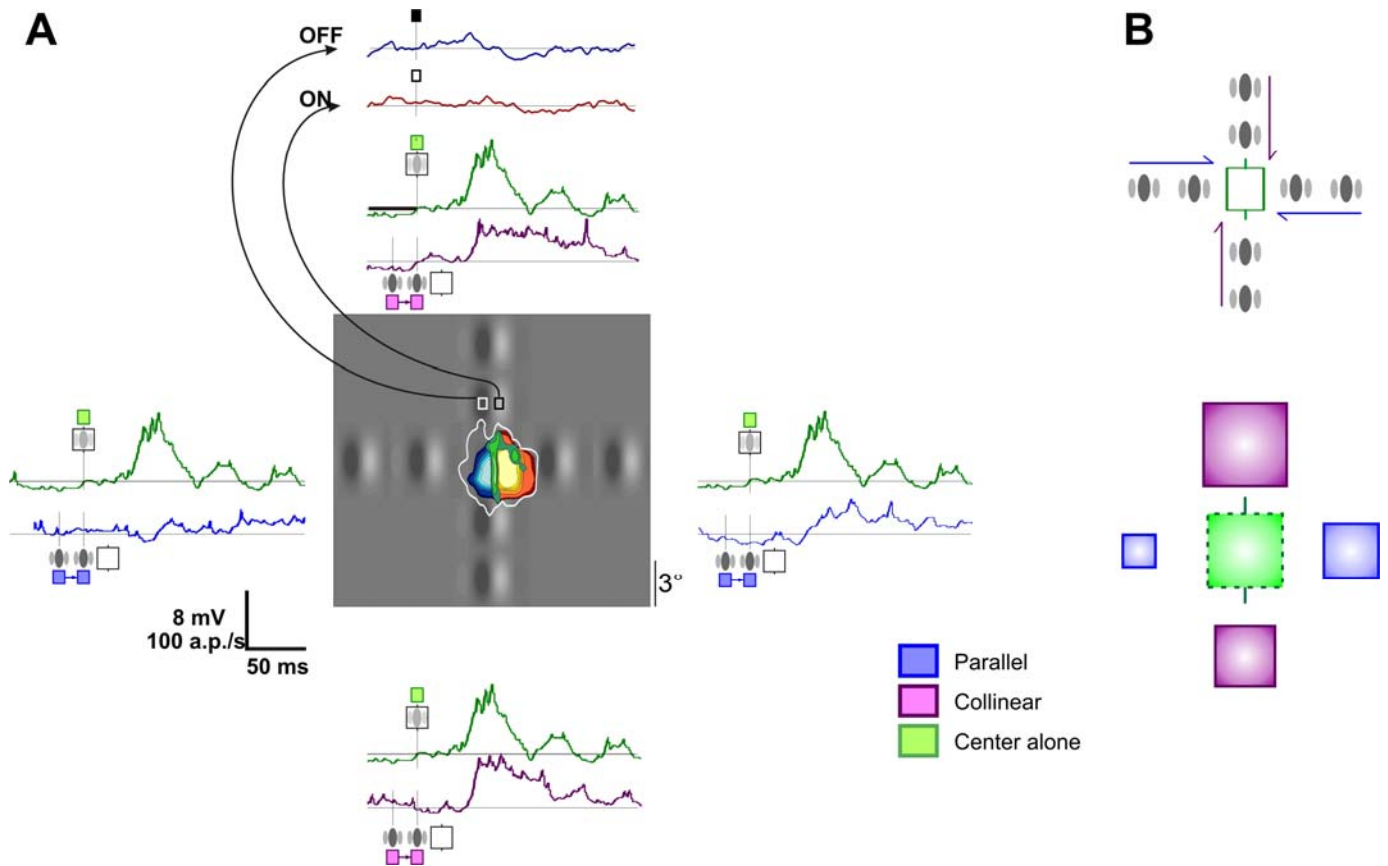 A
B
OFF
ON
3°
8 mV
100 a.p./s
50 ms
Parallel
Collinear
Center alone